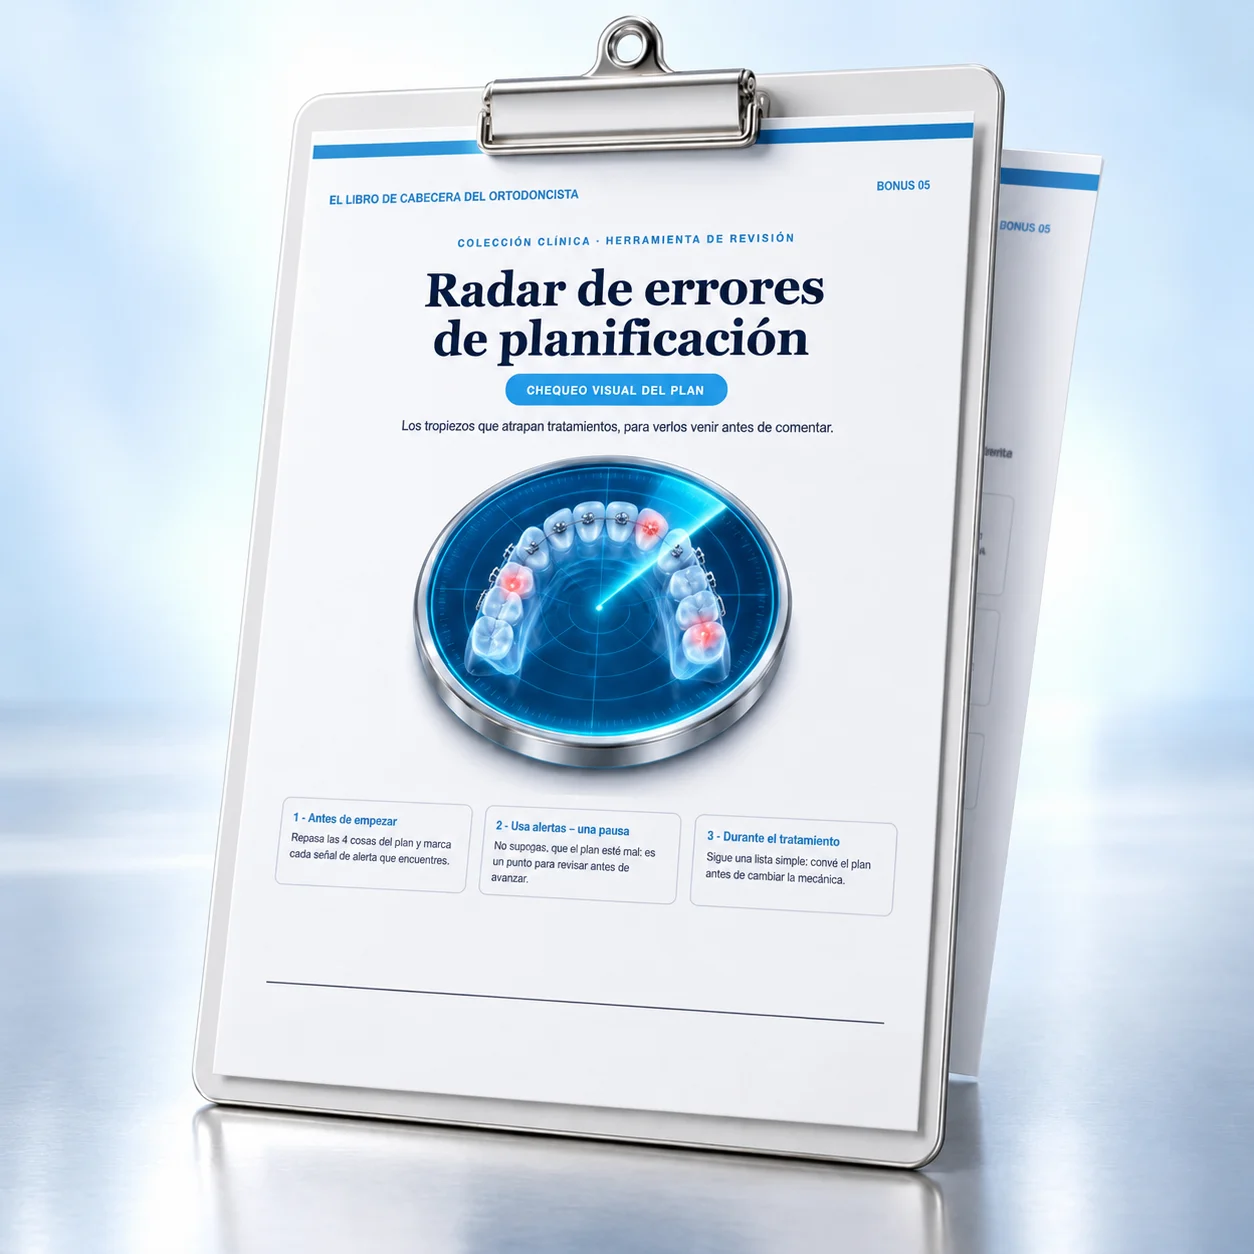 EL LIBRO DE CABECERA DEL ORTODONCISTA
BONUS 05
COLECCIÓN CLÍNICA · HERRAMIENTA DE REVISIÓN
Radar de errores
de planificación
CHEQUEO VISUAL DEL PLAN
Los tropiezos que atrapan tratamientos, para verlos venir antes de comentar.
1 - Antes de empezar
Repasa las 4 cosas del plan y marca
cada señal de alerta que encuentres.
2 - Usa alertas – una pausa
No supogas, que el plan esté mal: es
un punto para revisar antes de
avanzar.
3 - Durante el tratamiento
Sigue una lista simple: convé el plan
antes de cambiar la mecánica.
BONUS 05